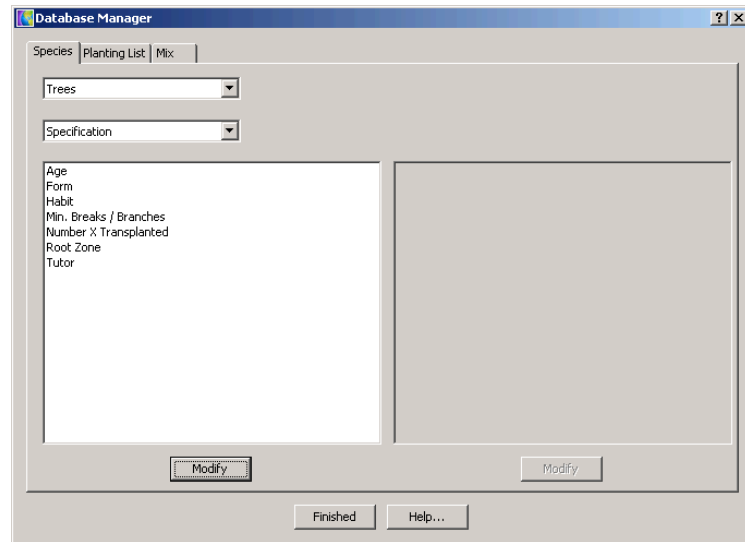 Database Manager
Species Planting List Mix
Trees
Specification
Age
Form
Habit
Min. Breaks / Branches
Number X Transplanted
Root Zone
Tutor
Modify Modify
Finished Help...